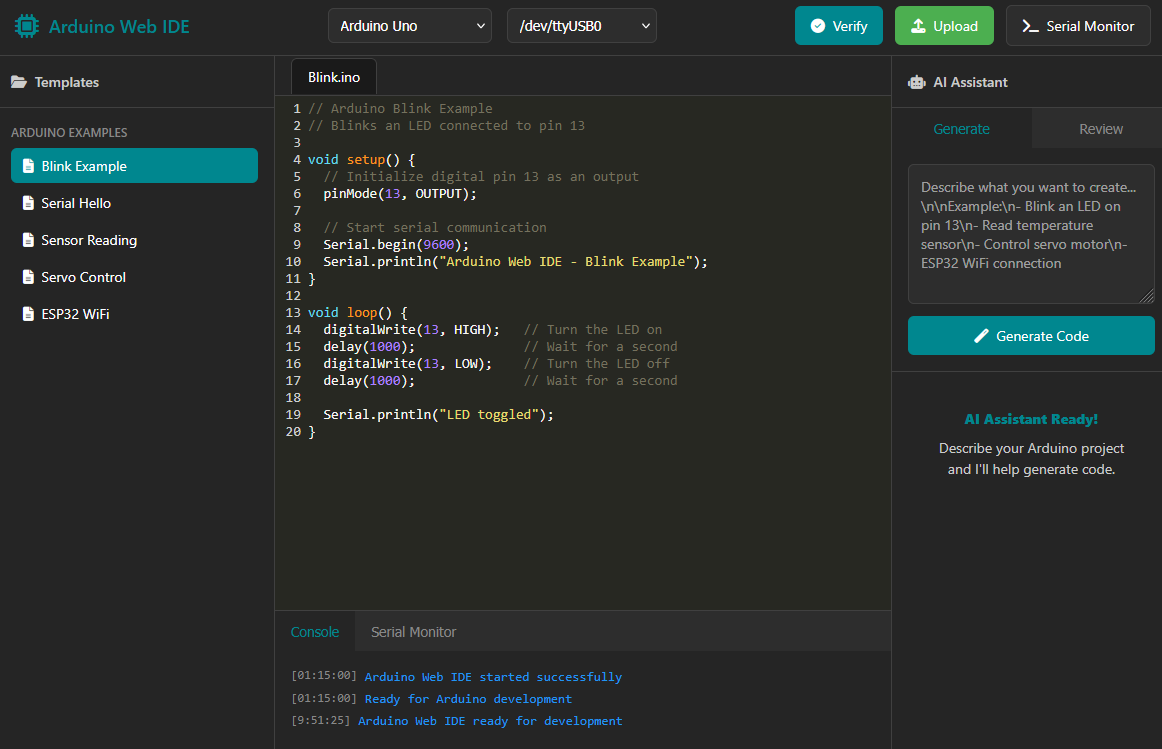 Arduino Web IDE
Arduino Uno
/dev/ttyUSB0
Verify
Upload
Serial Monitor
Templates
ARDUINO EXAMPLES
Blink Example
Serial Hello
Sensor Reading
Servo Control
ESP32 WiFi
Blink.ino
1 // Arduino Blink Example
2 // Blinks an LED connected to pin 13
3
4 void setup() {
5   // Initialize digital pin 13 as an output
6   pinMode(13, OUTPUT);
7
8   // Start serial communication
9   Serial.begin(9600);
10   Serial.println("Arduino Web IDE - Blink Example");
11 }
12
13 void loop() {
14   digitalWrite(13, HIGH);   // Turn the LED on
15   delay(1000);              // Wait for a second
16   digitalWrite(13, LOW);    // Turn the LED off
17   delay(1000);              // Wait for a second
18
19   Serial.println("LED toggled");
20 }
Console
Serial Monitor
[01:15:00] Arduino Web IDE started successfully
[01:15:00] Ready for Arduino development
[9:51:25] Arduino Web IDE ready for development
AI Assistant
Generate
Review
Describe what you want to create...
\n\nExample:\n- Blink an LED on
pin 13\n- Read temperature
sensor\n- Control servo motor\n-
ESP32 WiFi connection
Generate Code
AI Assistant Ready!
Describe your Arduino project
and I'll help generate code.